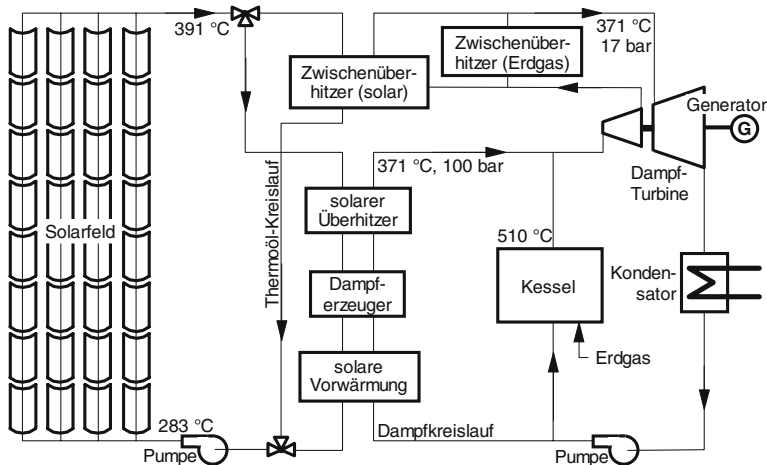 391 °C
371 °C
17 bar
Zwischenüber-
hitzer (Erdgas)
Zwischenüber-
hitzer (solar)
Generator
G
Dampf-
Turbine
371 °C, 100 bar
Thermoöl-Kreislauf
solarer
Überhitzer
Solarfeld
510 °C
Kessel
Konden-
sator
Dampf-
erzeuger
Erdgas
solare
Vorwärmung
283 °C
Pumpe
Dampfkreislauf
Pumpe